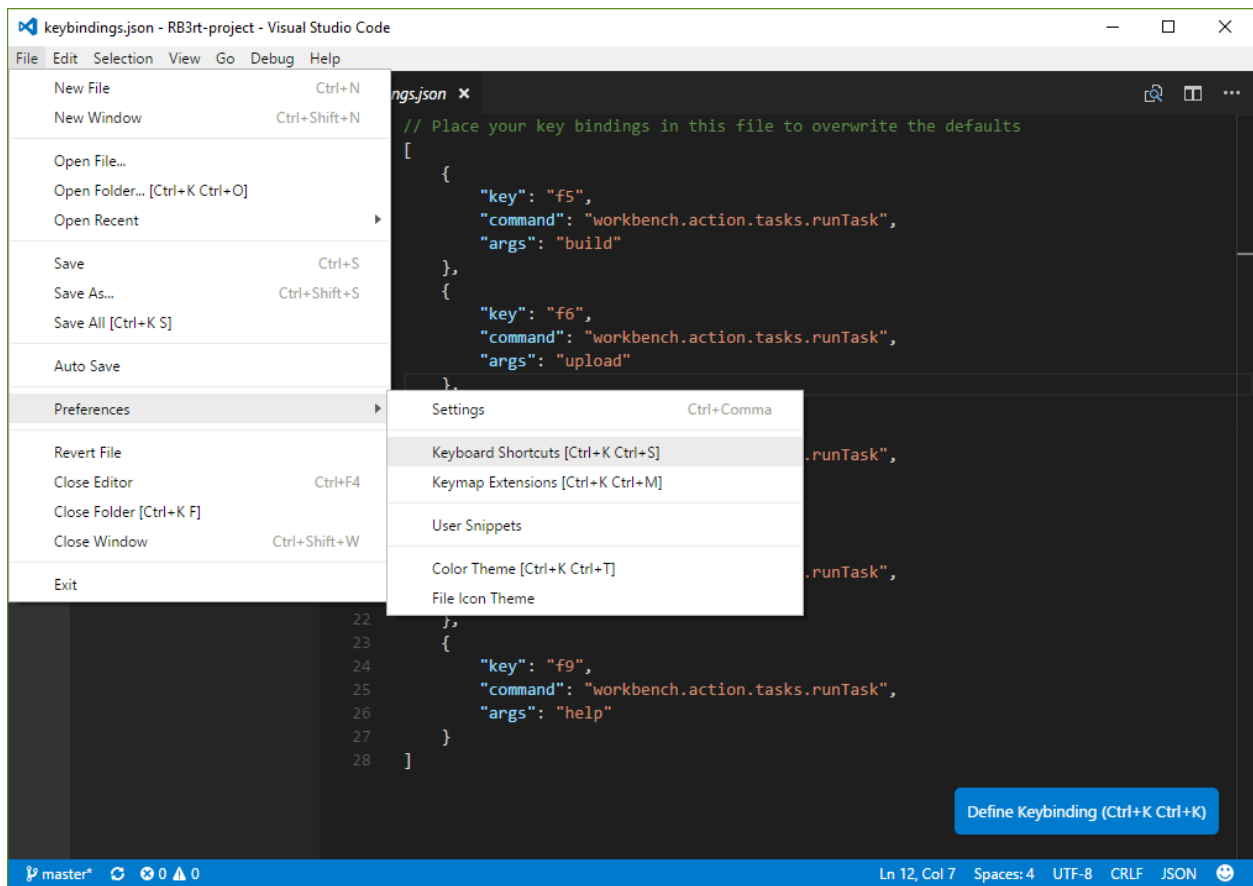 keybindings.json - RB3rt-project - Visual Studio Code
File Edit Selection View Go Debug Help
New File Ctrl+N
New Window Ctrl+Shift+N
Open File...
Open Folder... [Ctrl+K Ctrl+O]
Open Recent
Save Ctrl+S
Save As... Ctrl+Shift+S
Save All [Ctrl+K S]
Auto Save
Preferences
Revert File
Close Editor Ctrl+F4
Close Folder [Ctrl+K F]
Close Window Ctrl+Shift+W
Exit
Settings Ctrl+Comma
Keyboard Shortcuts [Ctrl+K Ctrl+S]
Keymap Extensions [Ctrl+K Ctrl+M]
User Snippets
Color Theme [Ctrl+K Ctrl+T]
File Icon Theme
ngs.json
// Place your key bindings in this file to overwrite the defaults
[
{
"key": "f5",
"command": "workbench.action.tasks.runTask",
"args": "build"
},
{
"key": "f6",
"command": "workbench.action.tasks.runTask",
"args": "upload"
},
.runTask",
.runTask",
22 },
23 {
24 "key": "f9",
25 "command": "workbench.action.tasks.runTask",
26 "args": "help"
27 }
28 ]
Define Keybinding (Ctrl+K Ctrl+K)
master* 0 0 Ln 12, Col 7 Spaces: 4 UTF-8 CRLF JSON